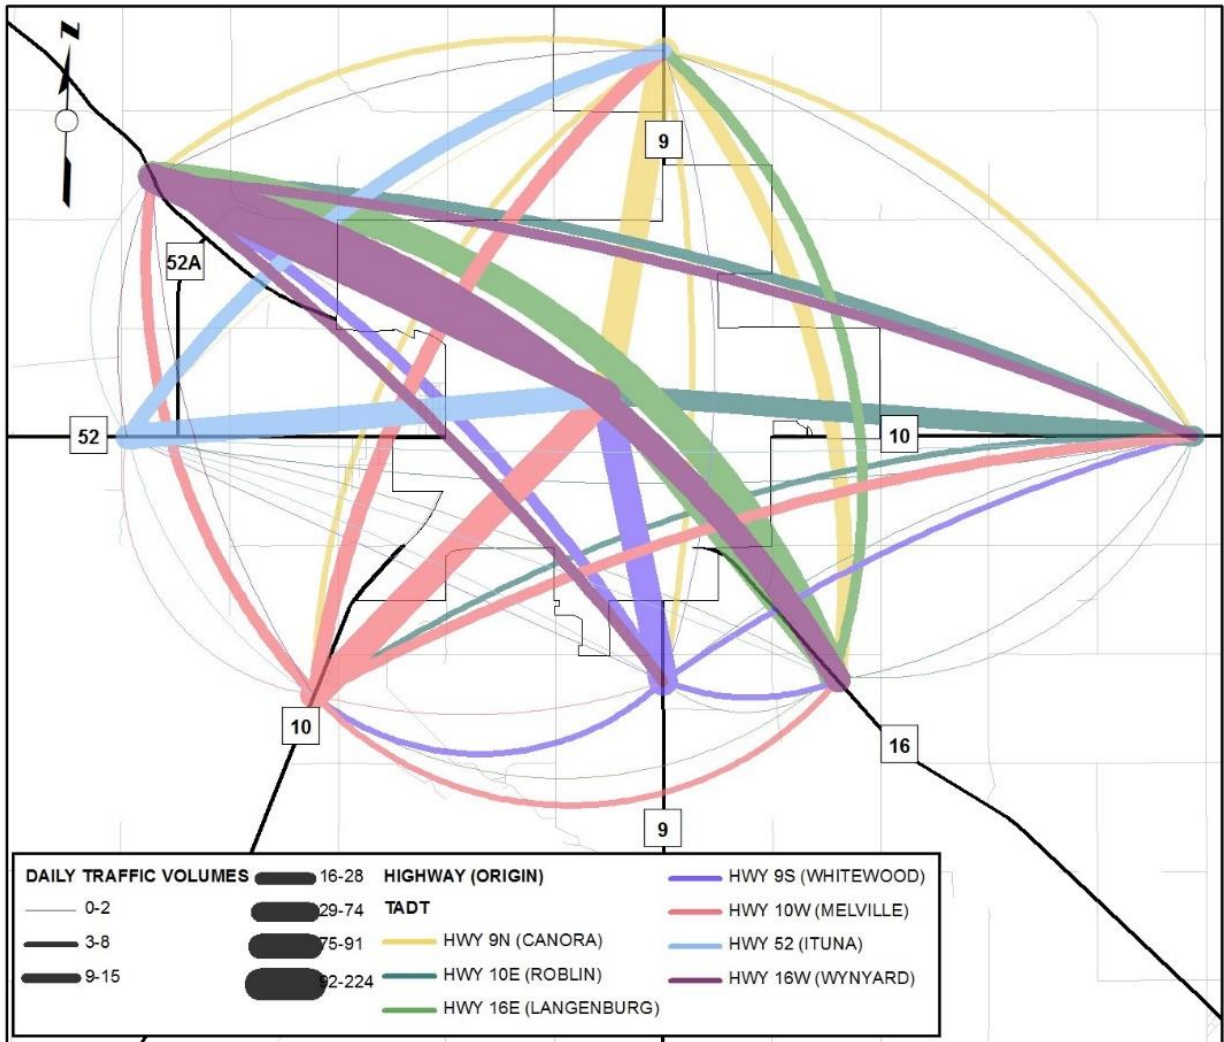 Z
9
52A
52
10
10
16
9
DAILY TRAFFIC VOLUMES
0-2
3-8
9-15
16-28
29-74
75-91
92-224
HIGHWAY (ORIGIN)
TADT
HWY 9N (CANORA)
HWY 10E (ROBLIN)
HWY 16E (LANGENBURG)
HWY 9S (WHITEWOOD)
HWY 10W (MELVILLE)
HWY 52 (ITUNA)
HWY 16W (WYNYARD)